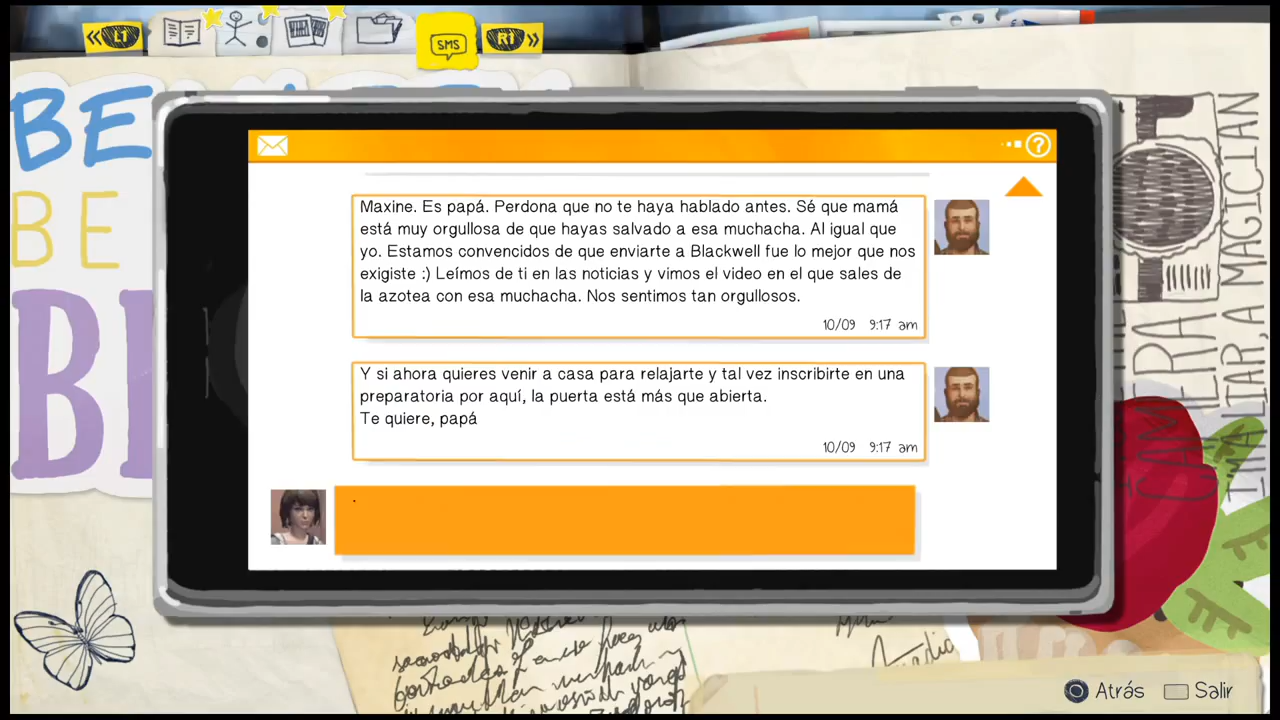 L1
SMS
R1
BE
BE
BE
Maxine. Es papá. Perdona que no te haya hablado antes. Sé que mamá
está muy orgullosa de que hayas salvado a esa muchacha. Al igual que
yo. Estamos convencidos de que enviarte a Blackwell fue lo mejor que nos
exigiste :) Leímos de ti en las noticias y vimos el video en el que sales de
la azotea con esa muchacha. Nos sentimos tan orgullosos.
10/09 9:17 am
Y si ahora quieres venir a casa para relajarte y tal vez inscribirte en una
preparatoria por aquí, la puerta está más que abierta.
Te quiere, papá
10/09 9:17 am
.
CAMERA
LIAR, A MAGICIAN
Atrás
Salir